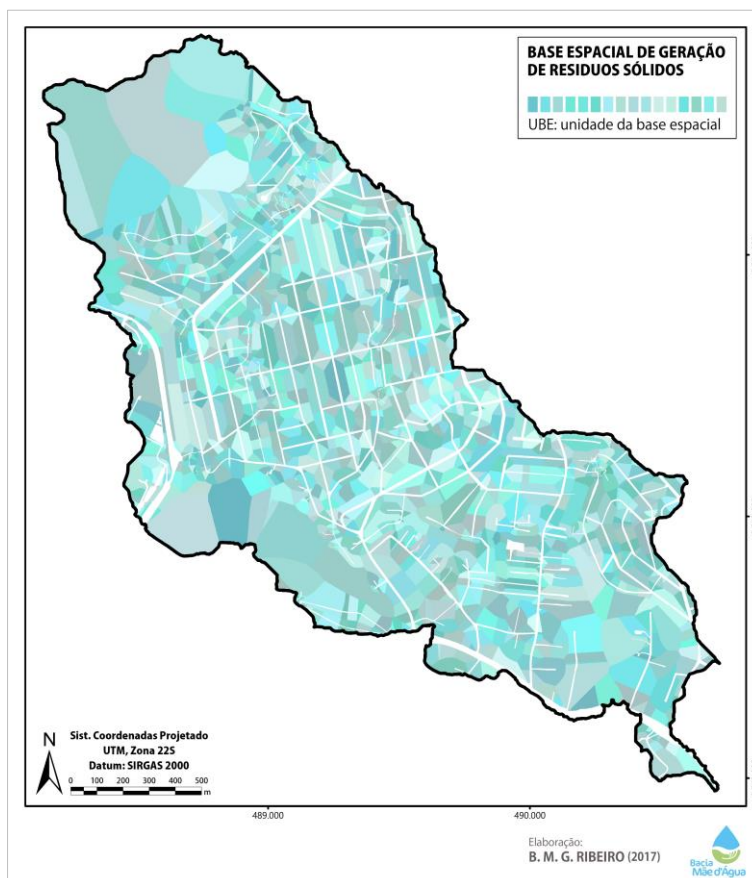 BASE ESPACIAL DE GERAÇÃO
DE RESIDUOS SÓLIDOS
UBE: unidade da base espacial
N
Sist. Coordenadas Projetado
UTM, Zona 22S
Datum: SIRGAS 2000
0 100 200 300 400 500
m
489.000
490.000
Elaboração:
B. M. G. RIBEIRO (2017)
Bacia
Mãe d'Água